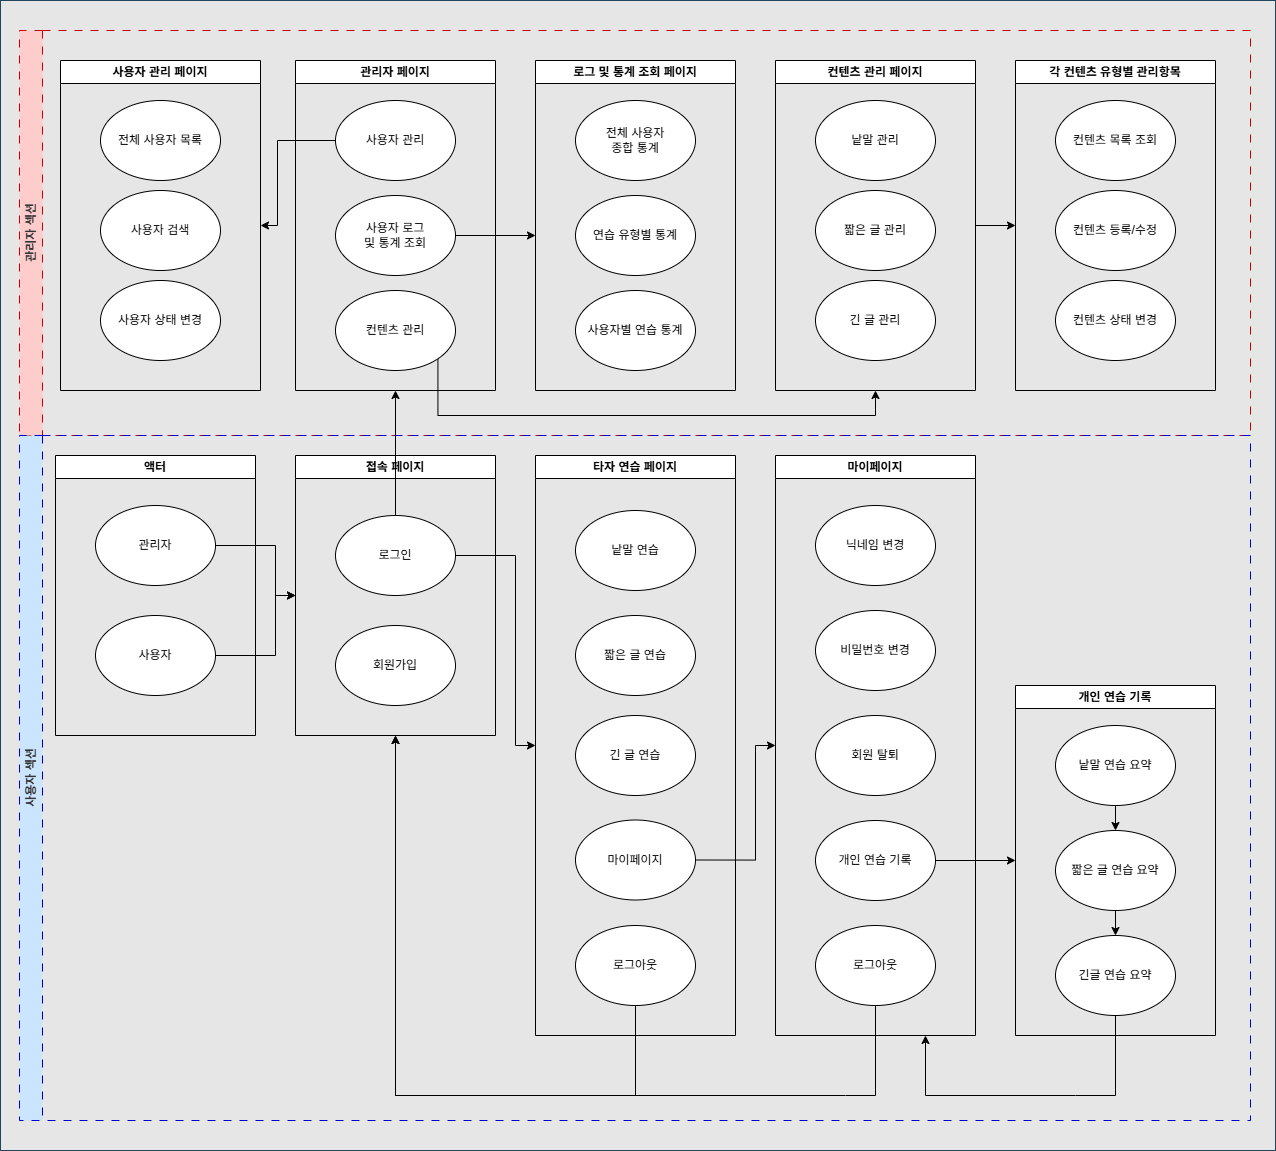 관리자 섹션
사용자 관리 페이지
전체 사용자 목록
사용자 검색
사용자 상태 변경
관리자 페이지
사용자 관리
사용자 로그
및 통계 조회
컨텐츠 관리
로그 및 통계 조회 페이지
전체 사용자
종합 통계
연습 유형별 통계
사용자별 연습 통계
컨텐츠 관리 페이지
낱말 관리
짧은 글 관리
긴 글 관리
각 컨텐츠 유형별 관리항목
컨텐츠 목록 조회
컨텐츠 등록/수정
컨텐츠 상태 변경
사용자 섹션
액터
관리자
사용자
접속 페이지
로그인
회원가입
타자 연습 페이지
낱말 연습
짧은 글 연습
긴 글 연습
마이페이지
로그아웃
마이페이지
닉네임 변경
비밀번호 변경
회원 탈퇴
개인 연습 기록
로그아웃
개인 연습 기록
낱말 연습 요약
짧은 글 연습 요약
긴글 연습 요약